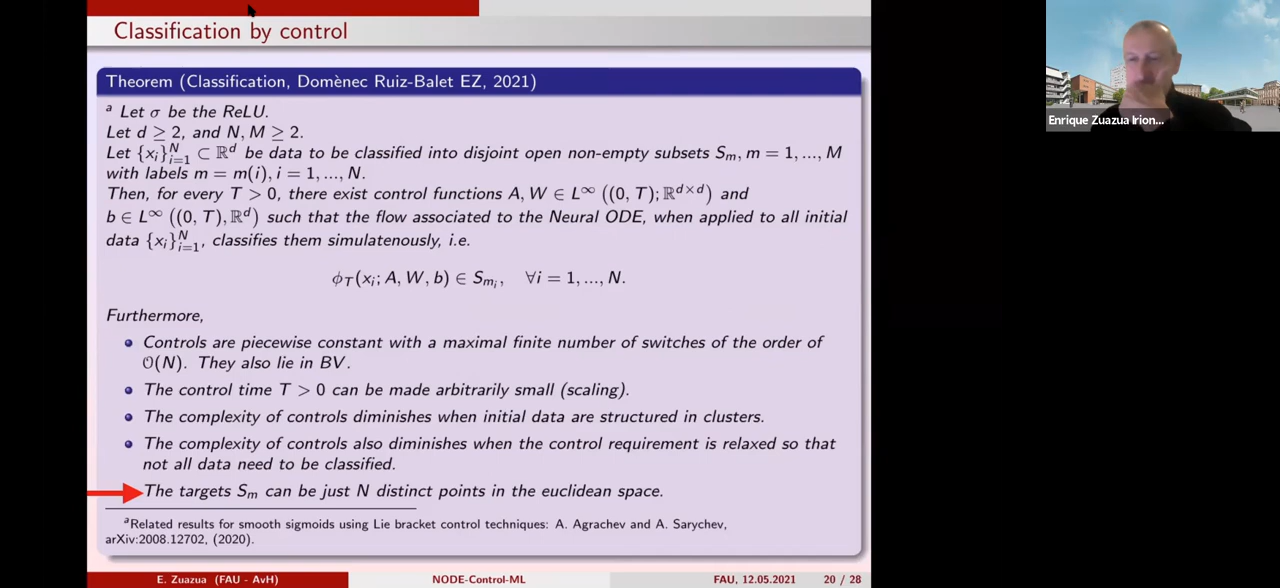 Classification by control
Theorem (Classification, Domènec Ruiz-Balet EZ, 2021)
ᵃ Let σ be the ReLU.
Let d ≥ 2, and N, M ≥ 2.
Let {x_i}_{i=1}^N ⊂ ℝ^d be data to be classified into disjoint open non-empty subsets S_m, m = 1, ..., M
with labels m = m(i), i = 1, ..., N.
Then, for every T > 0, there exist control functions A, W ∈ L^∞ ((0, T); ℝ^{d×d}) and
b ∈ L^∞ ((0, T), ℝ^d) such that the flow associated to the Neural ODE, when applied to all initial
data {x_i}_{i=1}^N, classifies them simulatenously, i.e.
ϕ_T(x_i; A, W, b) ∈ S_{m_i}, ∀i = 1, ..., N.
Furthermore,
Controls are piecewise constant with a maximal finite number of switches of the order of
O(N). They also lie in BV.
The control time T > 0 can be made arbitrarily small (scaling).
The complexity of controls diminishes when initial data are structured in clusters.
The complexity of controls also diminishes when the control requirement is relaxed so that
not all data need to be classified.
The targets S_m can be just N distinct points in the euclidean space.
ᵃRelated results for smooth sigmoids using Lie bracket control techniques: A. Agrachev and A. Sarychev,
arXiv:2008.12702, (2020).
E. Zuazua (FAU - AvH) NODE-Control-ML FAU, 12.05.2021 20 / 28
Enrique Zuazua Irion...